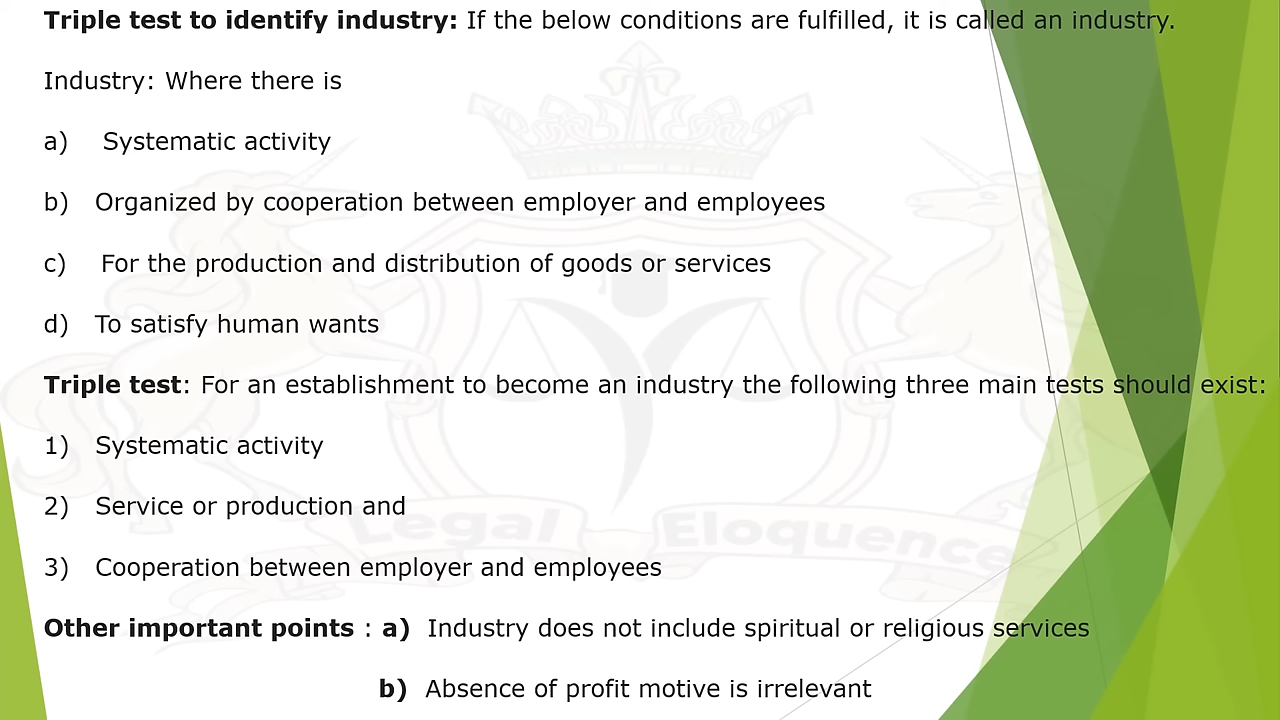 Triple test to identify industry: If the below conditions are fulfilled, it is called an industry.
Industry: Where there is
a) Systematic activity
b) Organized by cooperation between employer and employees
c) For the production and distribution of goods or services
d) To satisfy human wants
Triple test: For an establishment to become an industry the following three main tests should exist:
1) Systematic activity
2) Service or production and
Legal Eloquence
3) Cooperation between employer and employees
Other important points : a) Industry does not include spiritual or religious services
b) Absence of profit motive is irrelevant